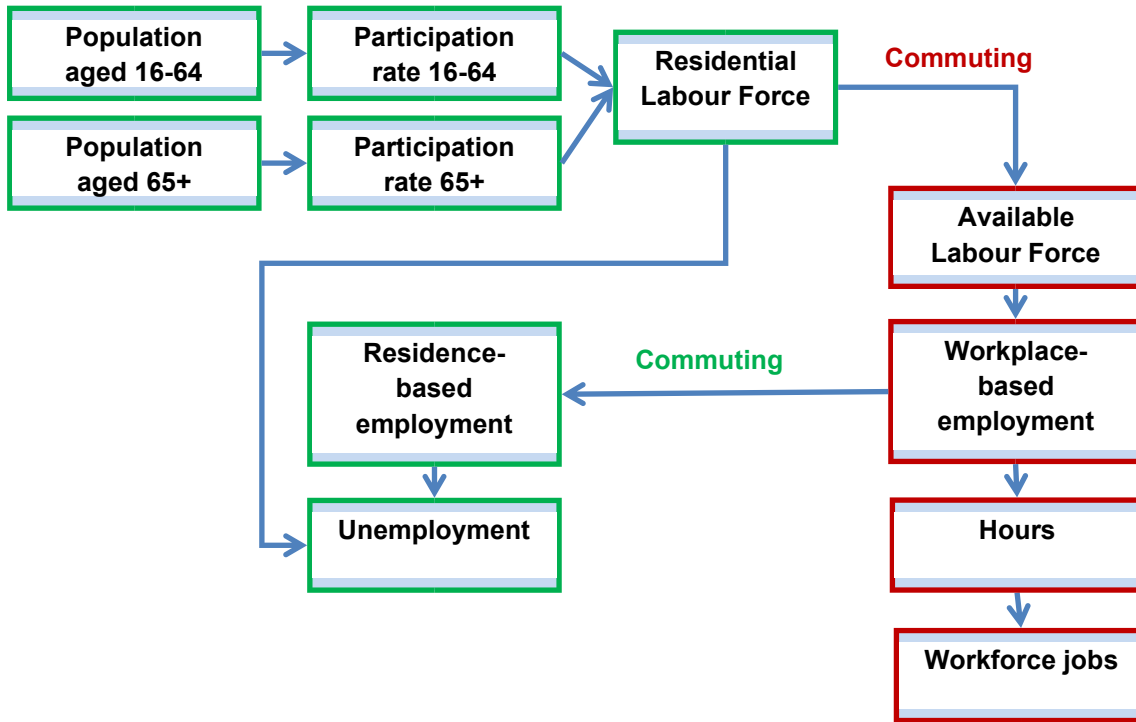 Population
aged 16-64
Participation
rate 16-64
Residential
Labour Force
Commuting
Population
aged 65+
Participation
rate 65+
Available
Labour Force
Residence-
based
employment
Commuting
Workplace-
based
employment
Unemployment
Hours
Workforce jobs